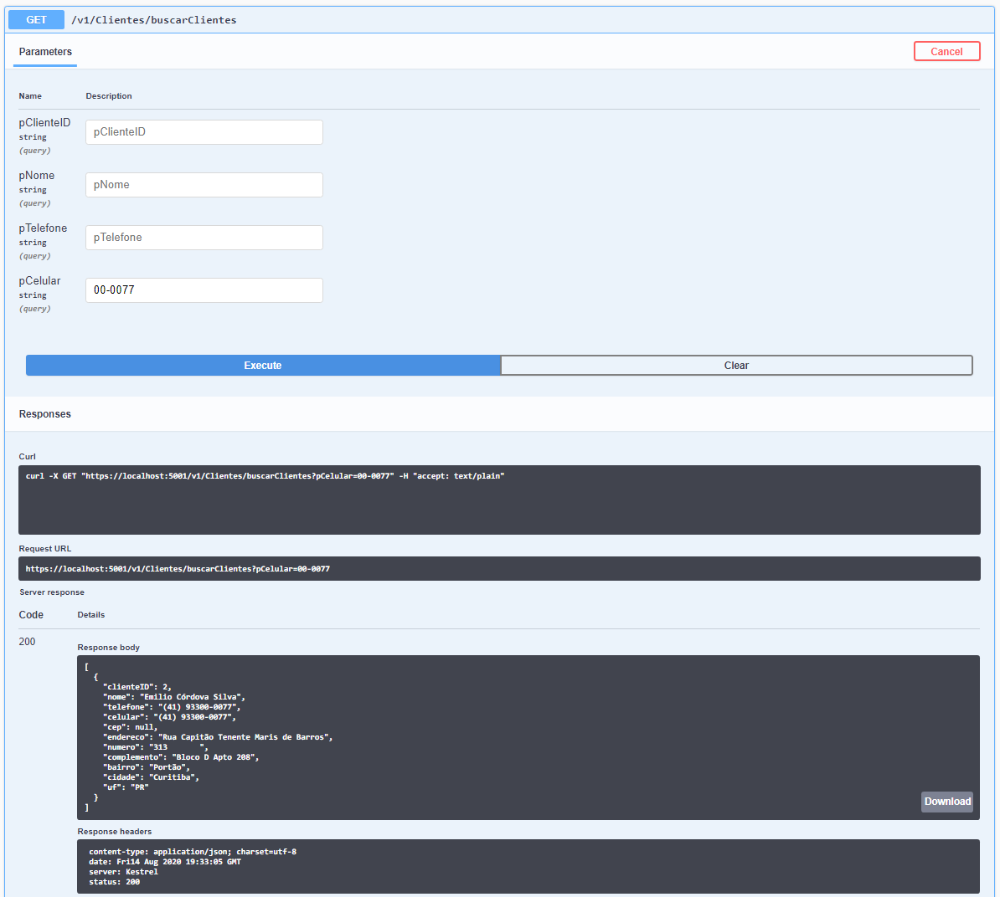 GET /v1/Clientes/buscarClientes
Parameters Cancel
Name Description
pClienteID pClienteID
string
(query)
pNome pNome
string
(query)
pTelefone pTelefone
string
(query)
pCelular 00-0077
string
(query)
Execute Clear
Responses
Curl
curl -X GET "https://localhost:5001/v1/Clientes/buscarClientes?pCelular=00-0077" -H "accept: text/plain"
Request URL
https://localhost:5001/v1/Clientes/buscarClientes?pCelular=00-0077
Server response
Code Details
200
Response body
[
  {
    "clienteID": 2,
    "nome": "Emilio Córdova Silva",
    "telefone": "(41) 93300-0077",
    "celular": "(41) 93300-0077",
    "cep": null,
    "endereco": "Rua Capitão Tenente Maris de Barros",
    "numero": "313       ",
    "complemento": "Bloco D Apto 208",
    "bairro": "Portão",
    "cidade": "Curitiba",
    "uf": "PR"
  }
]
Download
Response headers
content-type: application/json; charset=utf-8
date: Fri14 Aug 2020 19:33:05 GMT
server: Kestrel
status: 200